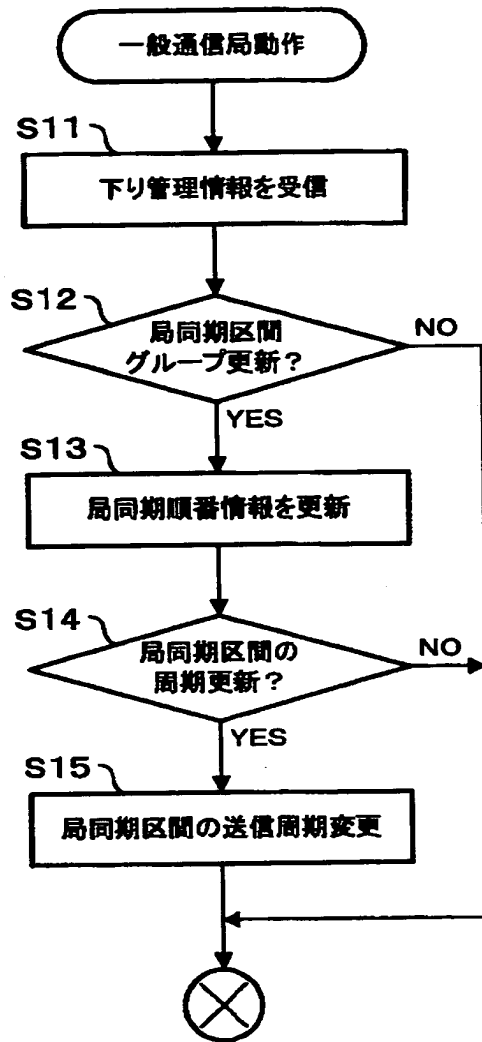 一般通信局動作
S11
下り管理情報を受信
S12
局同期区間
グループ更新？
NO
YES
S13
局同期順番情報を更新
S14
局同期区間の
周期更新？
NO
YES
S15
局同期区間の送信周期変更